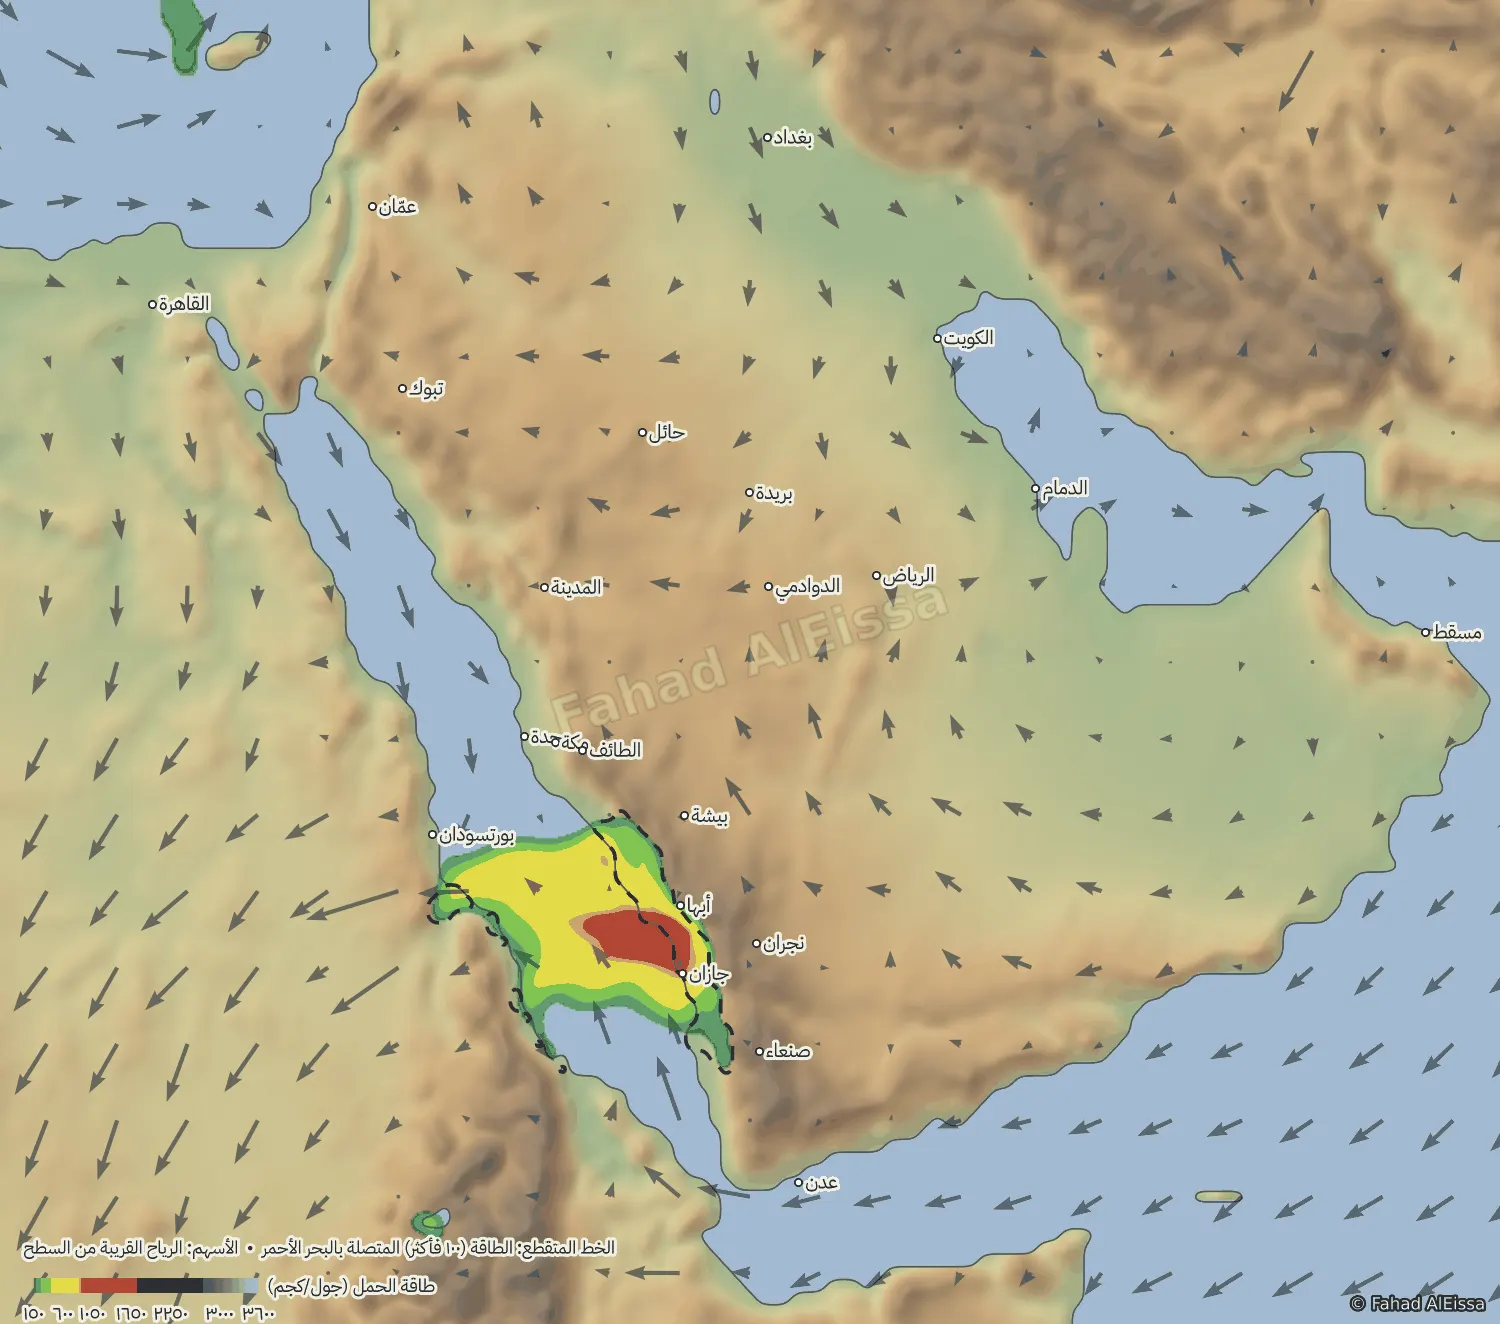 بغداد
عمّان
القاهرة
الكويت
تبوك
حائل
الدمام
بريدة
الرياض
الدوادمي
المدينة
مسقط
Fahad AlEissa
جدة
مكة
الطائف
بيشة
بورتسودان
أبها
نجران
جازان
صنعاء
عدن
الخط المتقطع: الطاقة (١٠٠ فأكثر) المتصلة بالبحر الأحمر • الأسهم: الرياح القريبة من السطح
طاقة الحمل (جول/كجم)
١٥٠ ٦٠٠ ١٠٥٠ ١٦٥٠ ٢٢٥٠ ٣٠٠٠ ٣٦٠٠
© Fahad AlEissa